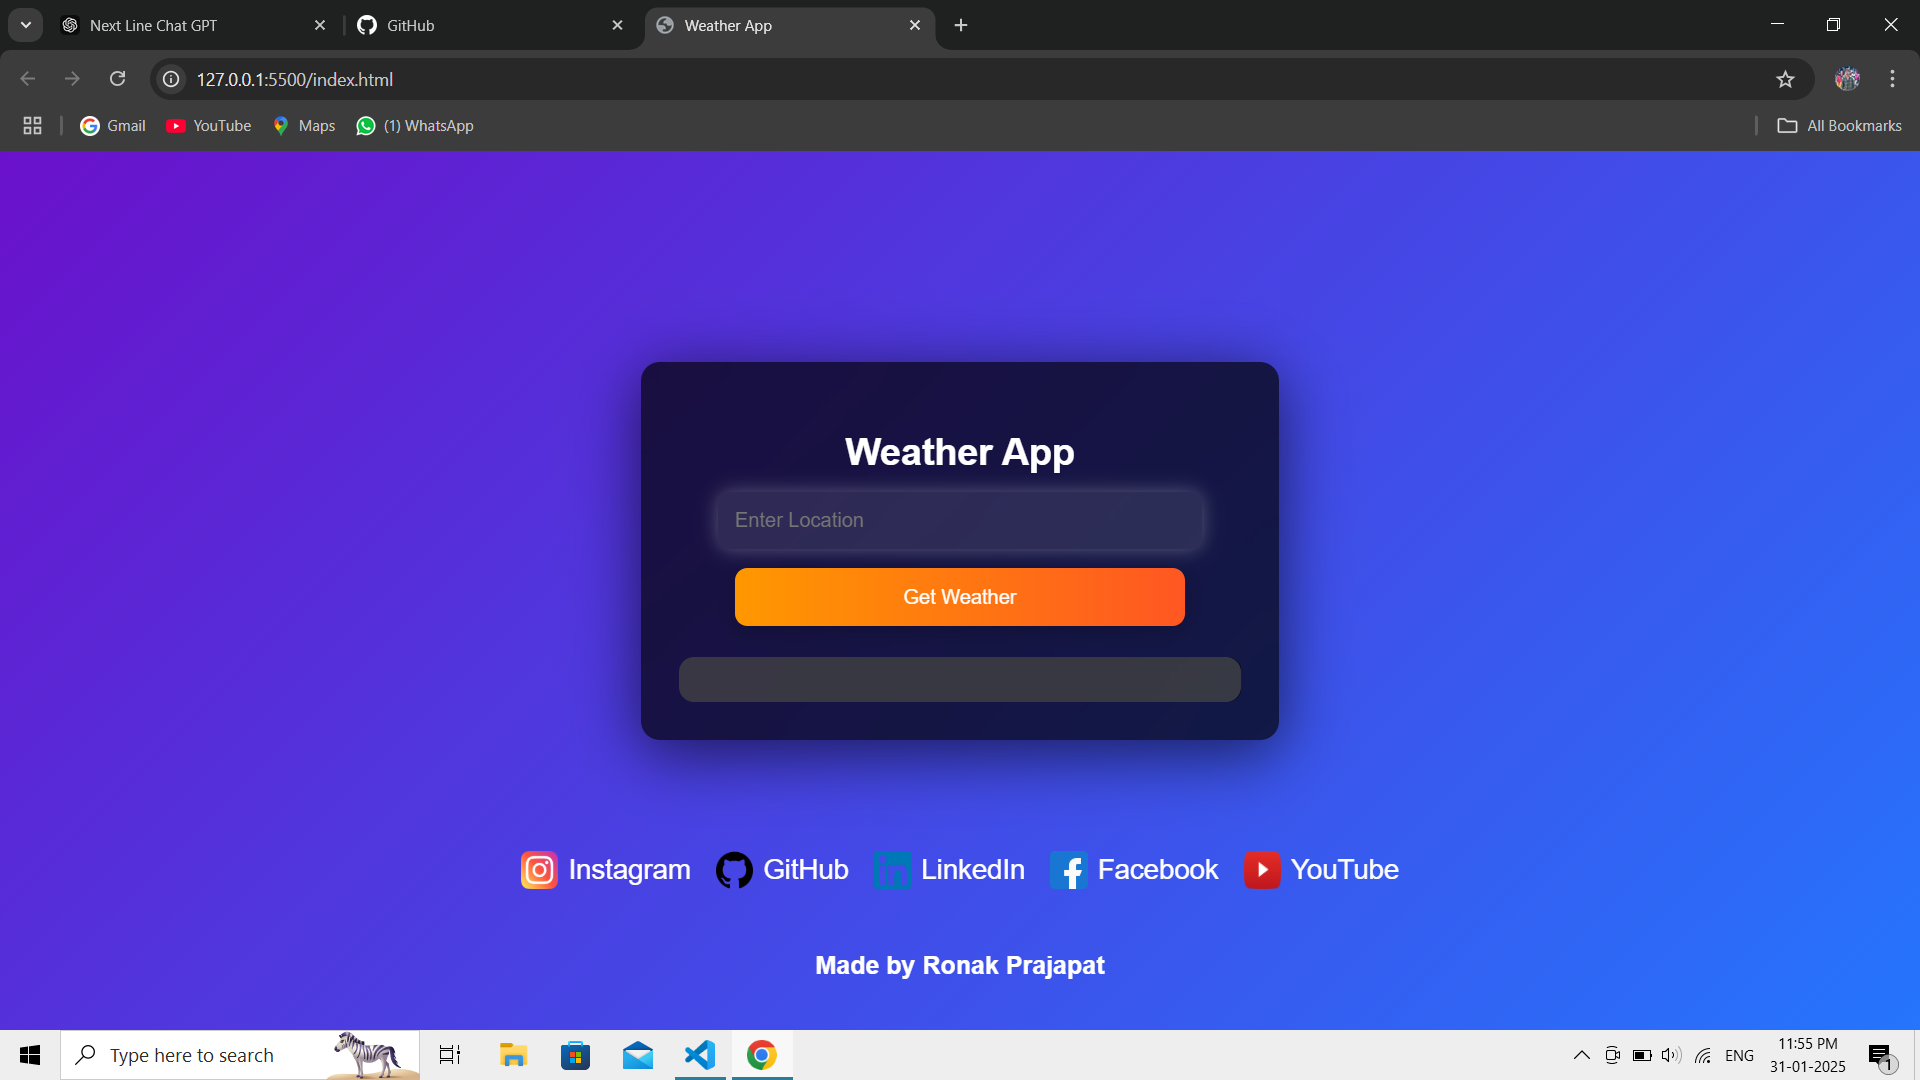 Next Line Chat GPT
GitHub
Weather App
127.0.0.1:5500/index.html
Gmail
YouTube
Maps
(1) WhatsApp
All Bookmarks
Weather App
Enter Location
Get Weather
Instagram
GitHub
LinkedIn
Facebook
YouTube
Made by Ronak Prajapat
Type here to search
ENG
11:55 PM
31-01-2025
1